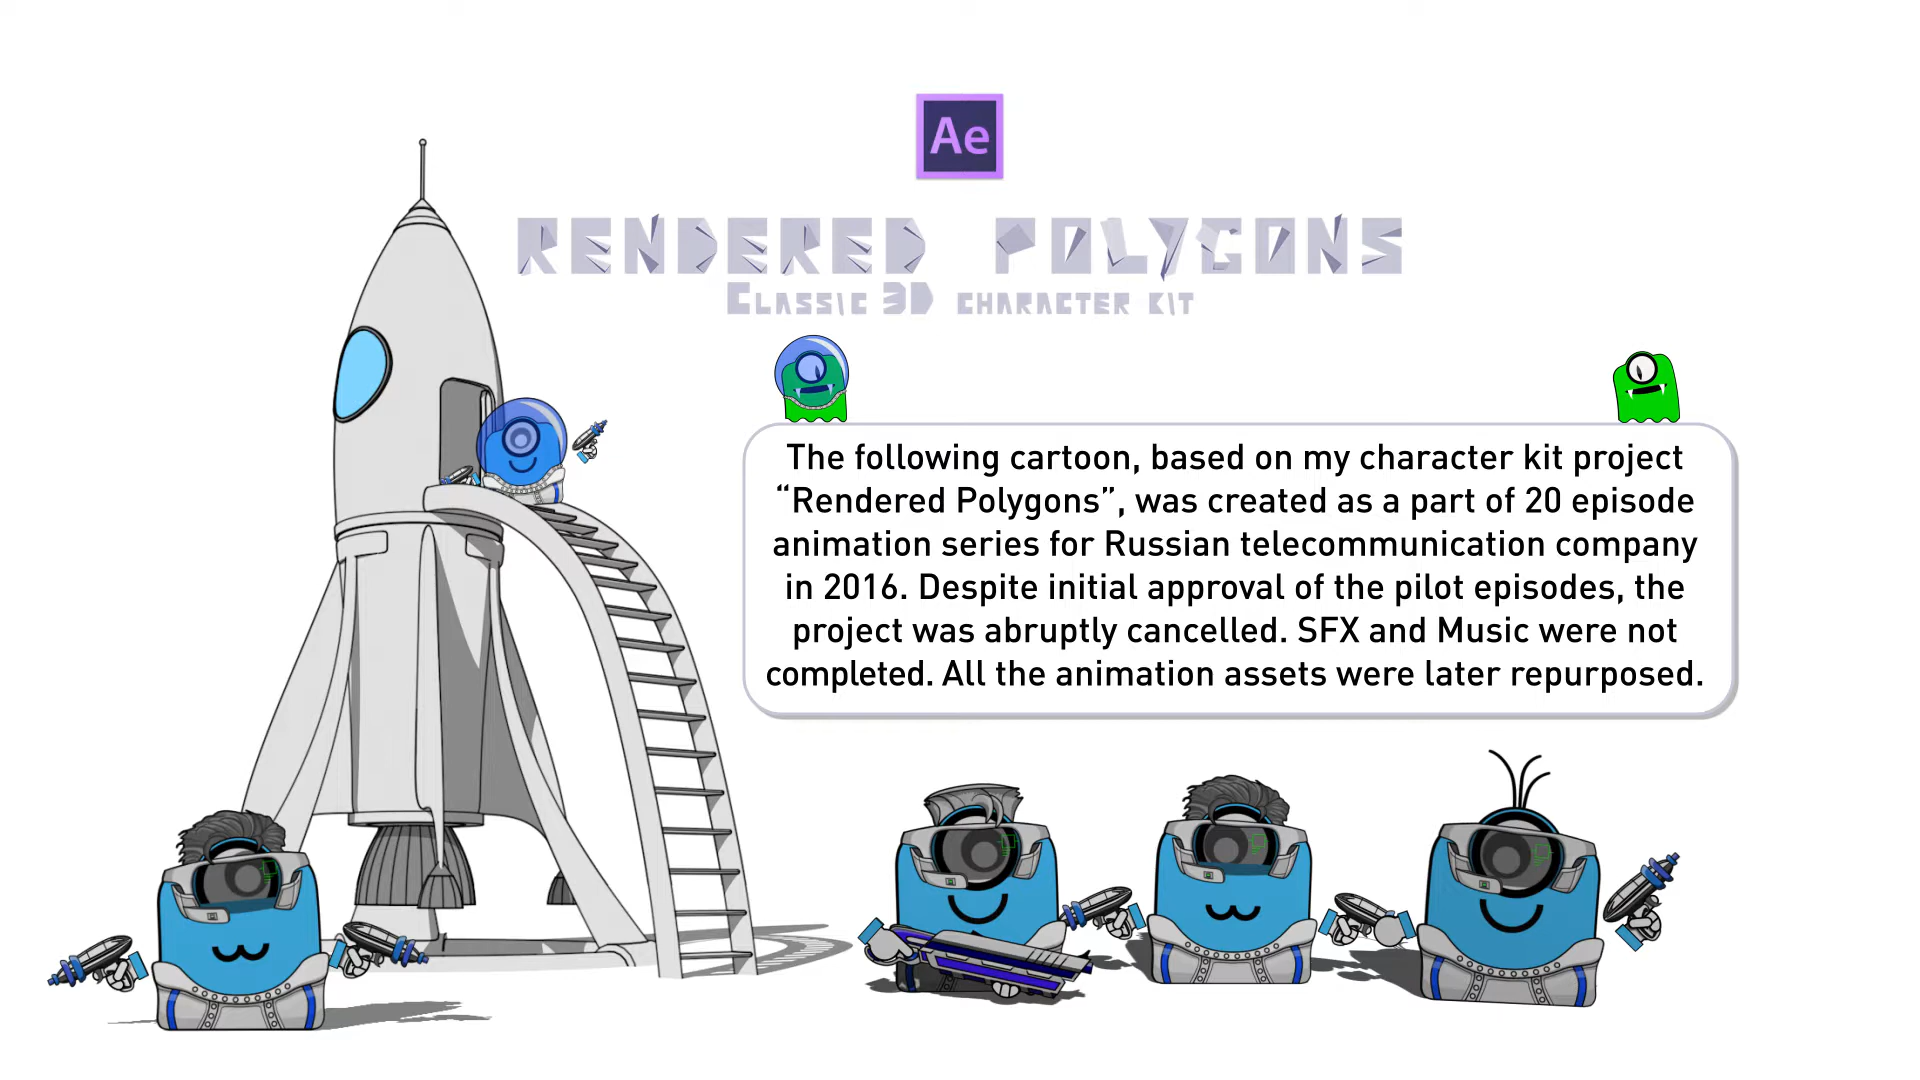 Ae
RENDERED POLYGONS
CLASSIC 3D CHARACTER KIT
The following cartoon, based on my character kit project
“Rendered Polygons”, was created as a part of 20 episode
animation series for Russian telecommunication company
in 2016. Despite initial approval of the pilot episodes, the
project was abruptly cancelled. SFX and Music were not
completed. All the animation assets were later repurposed.